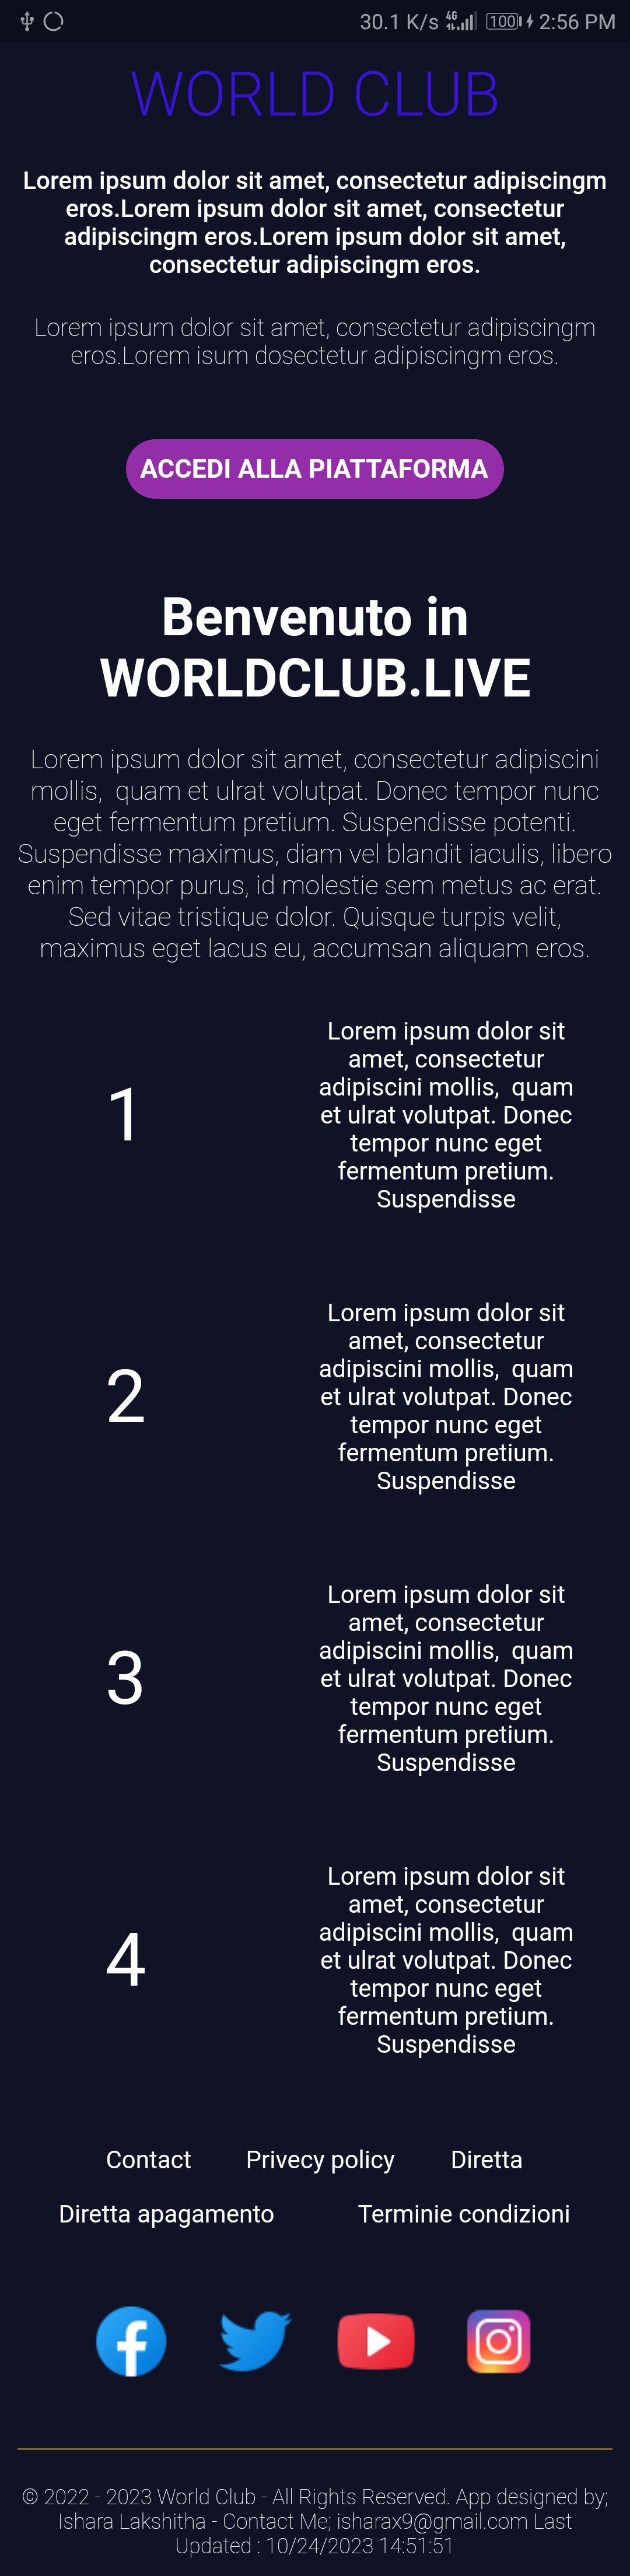 30.1 K/s 4G 100 2:56 PM
WORLD CLUB
Lorem ipsum dolor sit amet, consectetur adipiscingm
eros.Lorem ipsum dolor sit amet, consectetur
adipiscingm eros.Lorem ipsum dolor sit amet,
consectetur adipiscingm eros.
Lorem ipsum dolor sit amet, consectetur adipiscingm
eros.Lorem isum dosectetur adipiscingm eros.
ACCEDI ALLA PIATTAFORMA
Benvenuto in
WORLDCLUB.LIVE
Lorem ipsum dolor sit amet, consectetur adipiscini
mollis,  quam et ulrat volutpat. Donec tempor nunc
eget fermentum pretium. Suspendisse potenti.
Suspendisse maximus, diam vel blandit iaculis, libero
enim tempor purus, id molestie sem metus ac erat.
Sed vitae tristique dolor. Quisque turpis velit,
maximus eget lacus eu, accumsan aliquam eros.
1
Lorem ipsum dolor sit
amet, consectetur
adipiscini mollis,  quam
et ulrat volutpat. Donec
tempor nunc eget
fermentum pretium.
Suspendisse
2
Lorem ipsum dolor sit
amet, consectetur
adipiscini mollis,  quam
et ulrat volutpat. Donec
tempor nunc eget
fermentum pretium.
Suspendisse
3
Lorem ipsum dolor sit
amet, consectetur
adipiscini mollis,  quam
et ulrat volutpat. Donec
tempor nunc eget
fermentum pretium.
Suspendisse
4
Lorem ipsum dolor sit
amet, consectetur
adipiscini mollis,  quam
et ulrat volutpat. Donec
tempor nunc eget
fermentum pretium.
Suspendisse
Contact Privecy policy Diretta
Diretta apagamento Terminie condizioni
© 2022 - 2023 World Club - All Rights Reserved. App designed by;
Ishara Lakshitha - Contact Me; isharax9@gmail.com Last
Updated : 10/24/2023 14:51:51